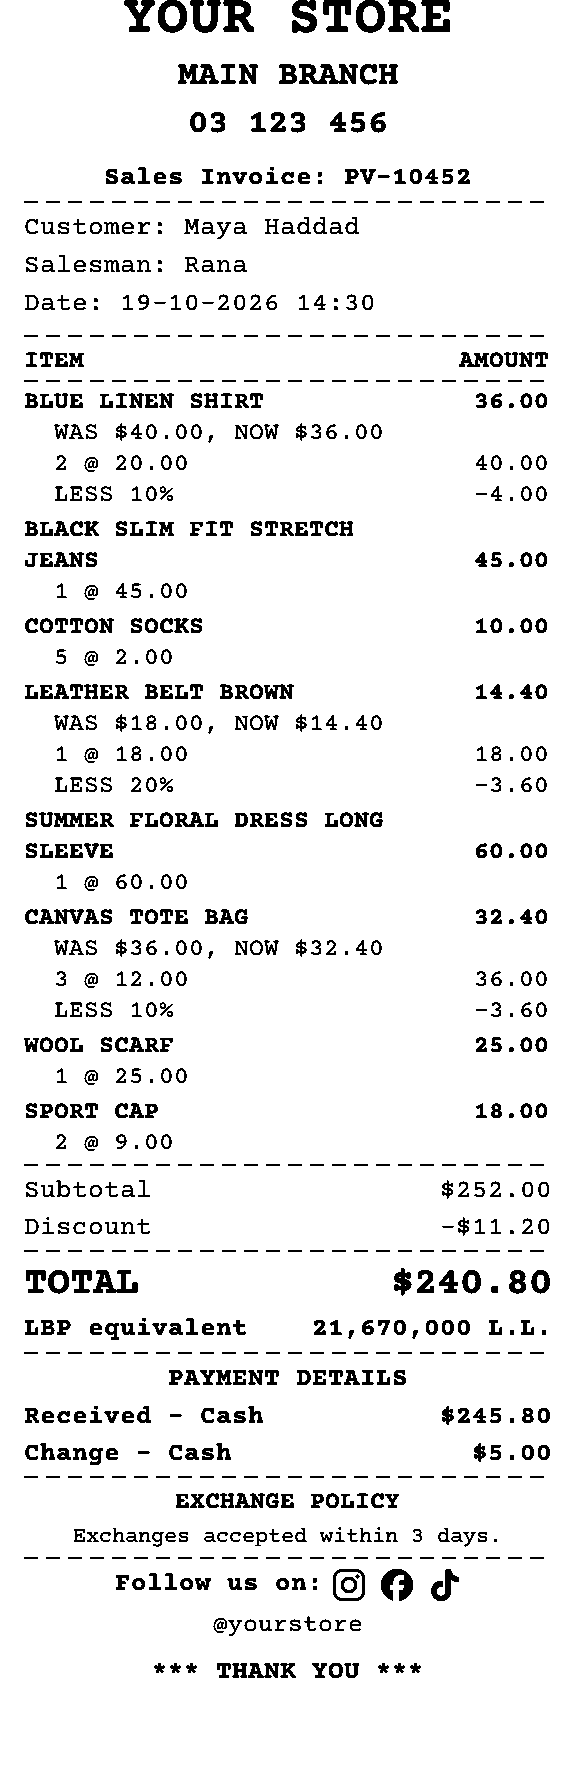 YOUR STORE
MAIN BRANCH
03 123 456
Sales Invoice: PV-10452
Customer: Maya Haddad
Salesman: Rana
Date: 19-10-2026 14:30
ITEM AMOUNT
BLUE LINEN SHIRT 36.00
WAS $40.00, NOW $36.00
2 @ 20.00 40.00
LESS 10% -4.00
BLACK SLIM FIT STRETCH
JEANS 45.00
1 @ 45.00
COTTON SOCKS 10.00
5 @ 2.00
LEATHER BELT BROWN 14.40
WAS $18.00, NOW $14.40
1 @ 18.00 18.00
LESS 20% -3.60
SUMMER FLORAL DRESS LONG
SLEEVE 60.00
1 @ 60.00
CANVAS TOTE BAG 32.40
WAS $36.00, NOW $32.40
3 @ 12.00 36.00
LESS 10% -3.60
WOOL SCARF 25.00
1 @ 25.00
SPORT CAP 18.00
2 @ 9.00
Subtotal $252.00
Discount -$11.20
TOTAL $240.80
LBP equivalent 21,670,000 L.L.
PAYMENT DETAILS
Received - Cash $245.80
Change - Cash $5.00
EXCHANGE POLICY
Exchanges accepted within 3 days.
Follow us on:
@yourstore
*** THANK YOU ***